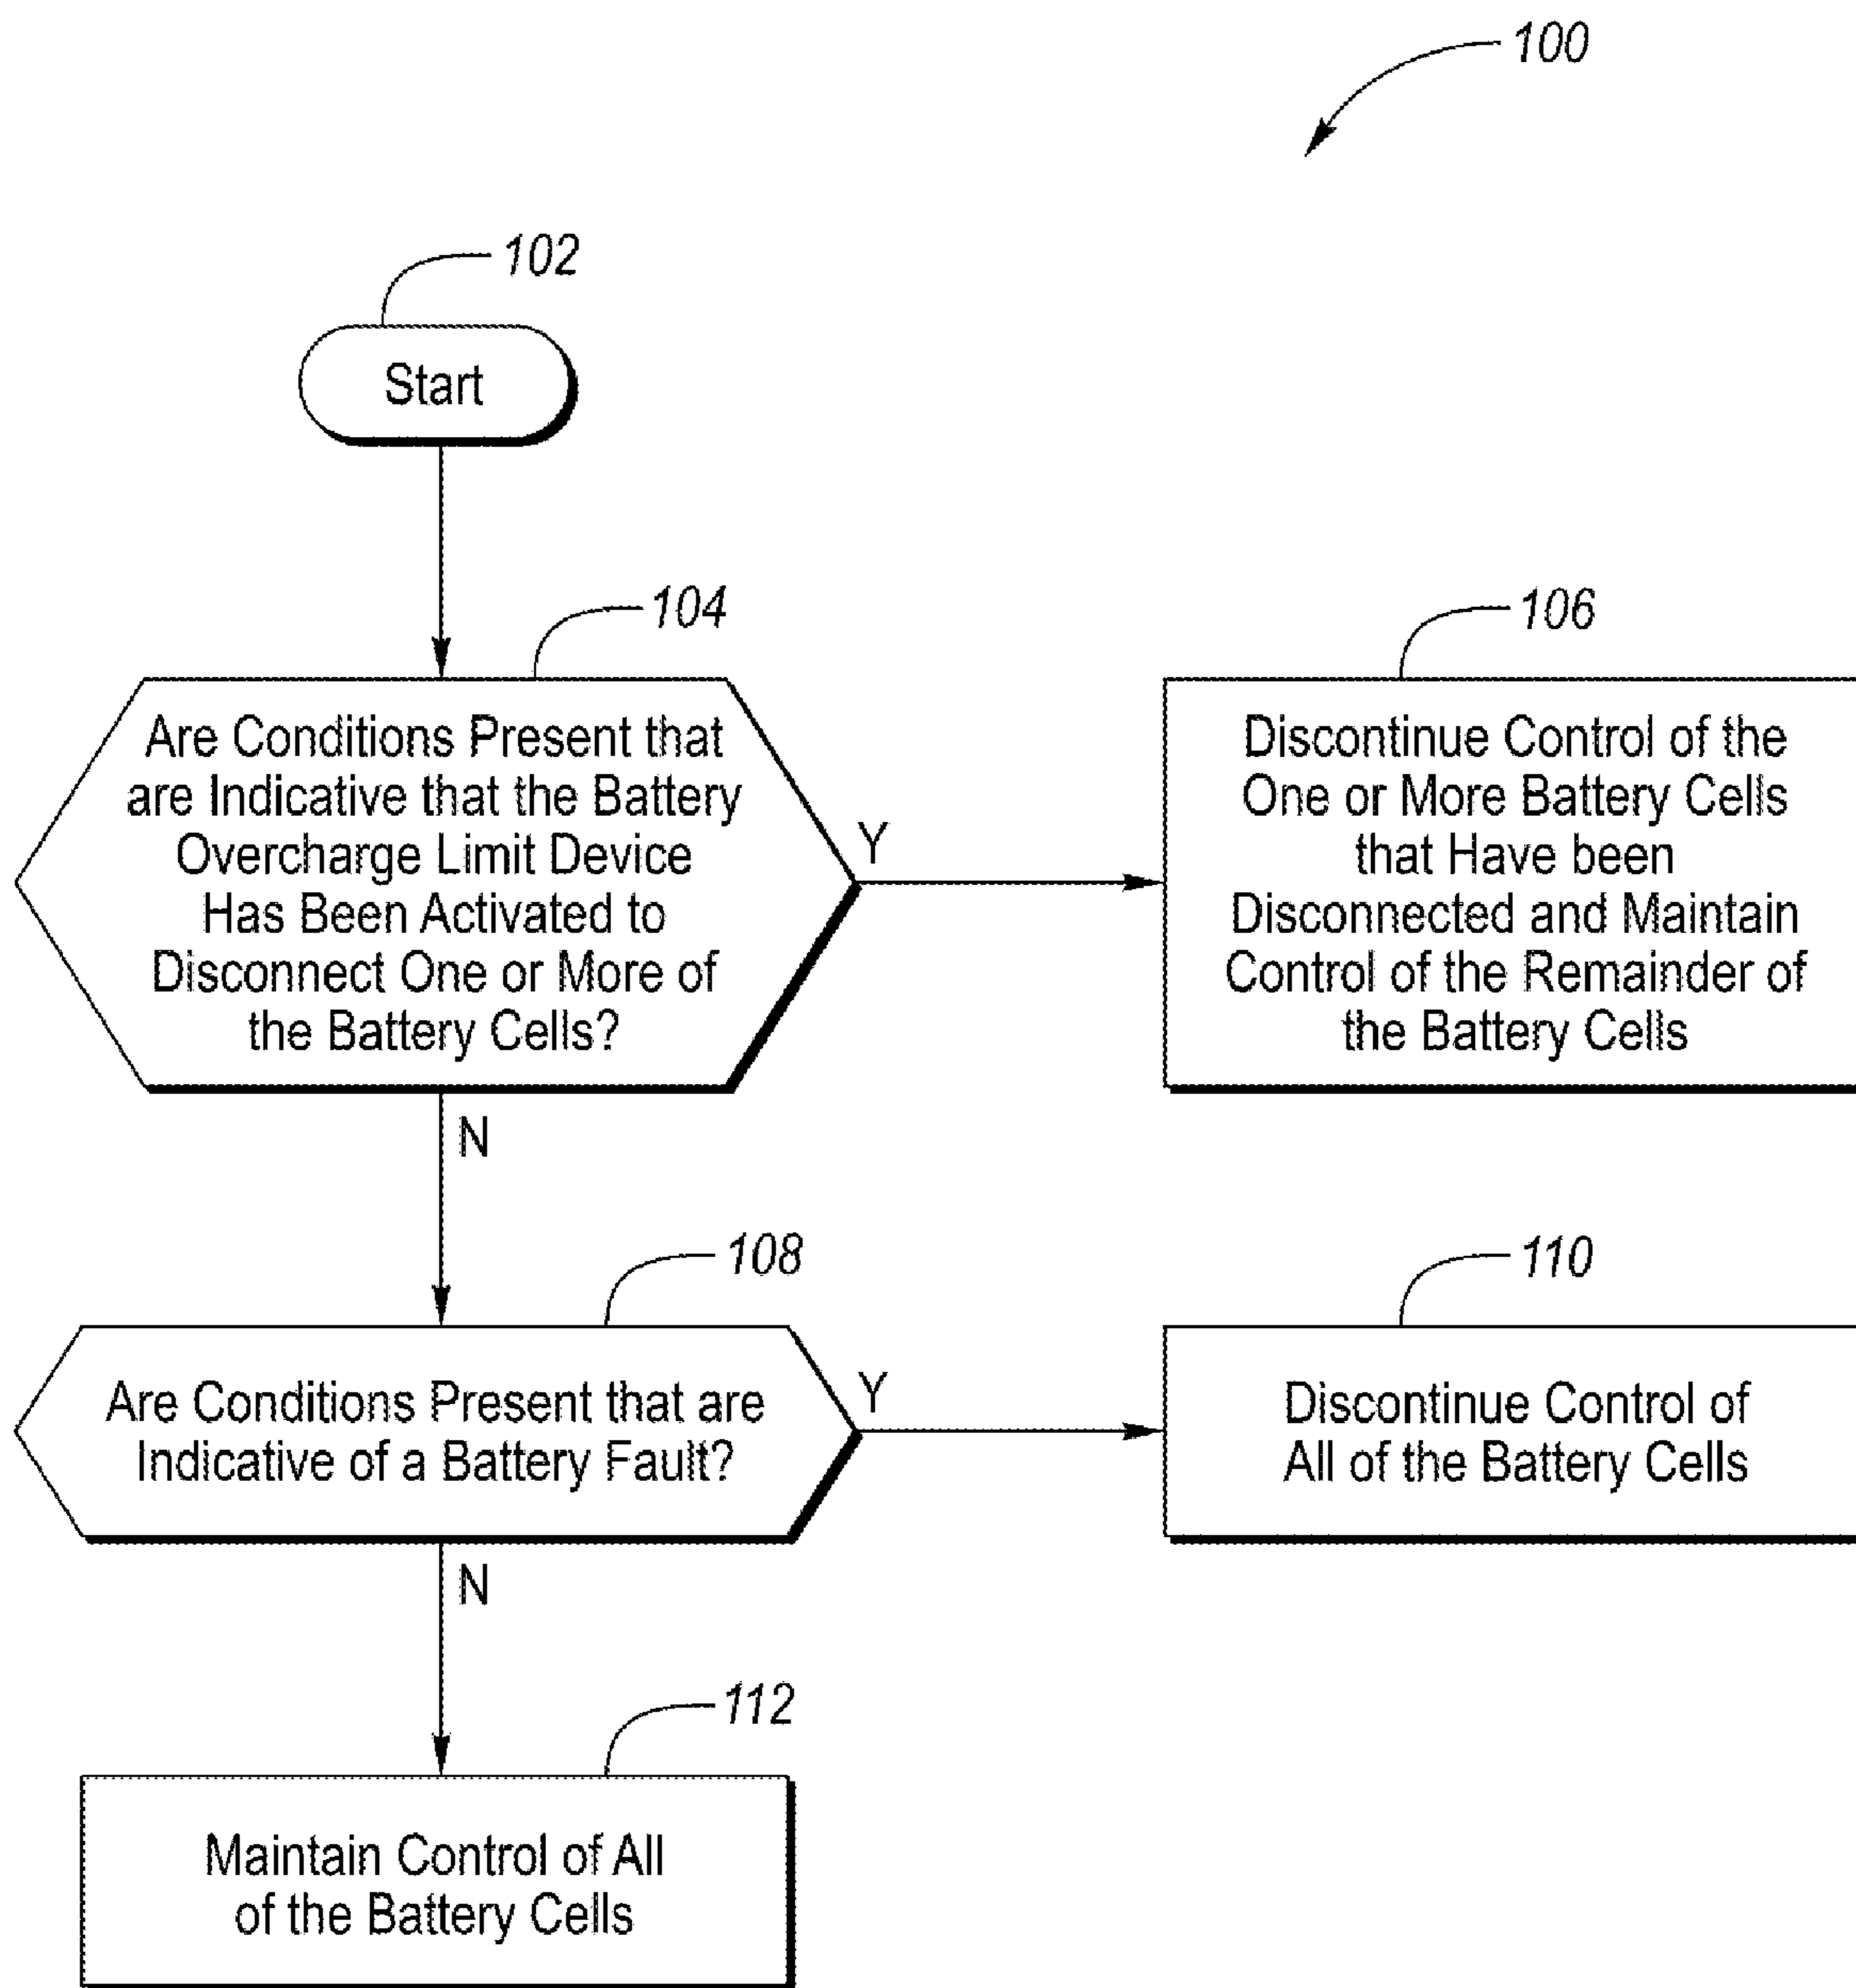 100
102
Start
104
Are Conditions Present that
are Indicative that the Battery
Overcharge Limit Device
Has Been Activated to
Disconnect One or More of
the Battery Cells?
Y
106
Discontinue Control of the
One or More Battery Cells
that Have been
Disconnected and Maintain
Control of the Remainder of
the Battery Cells
N
108
Are Conditions Present that are
Indicative of a Battery Fault?
Y
110
Discontinue Control of
All of the Battery Cells
N
112
Maintain Control of All
of the Battery Cells